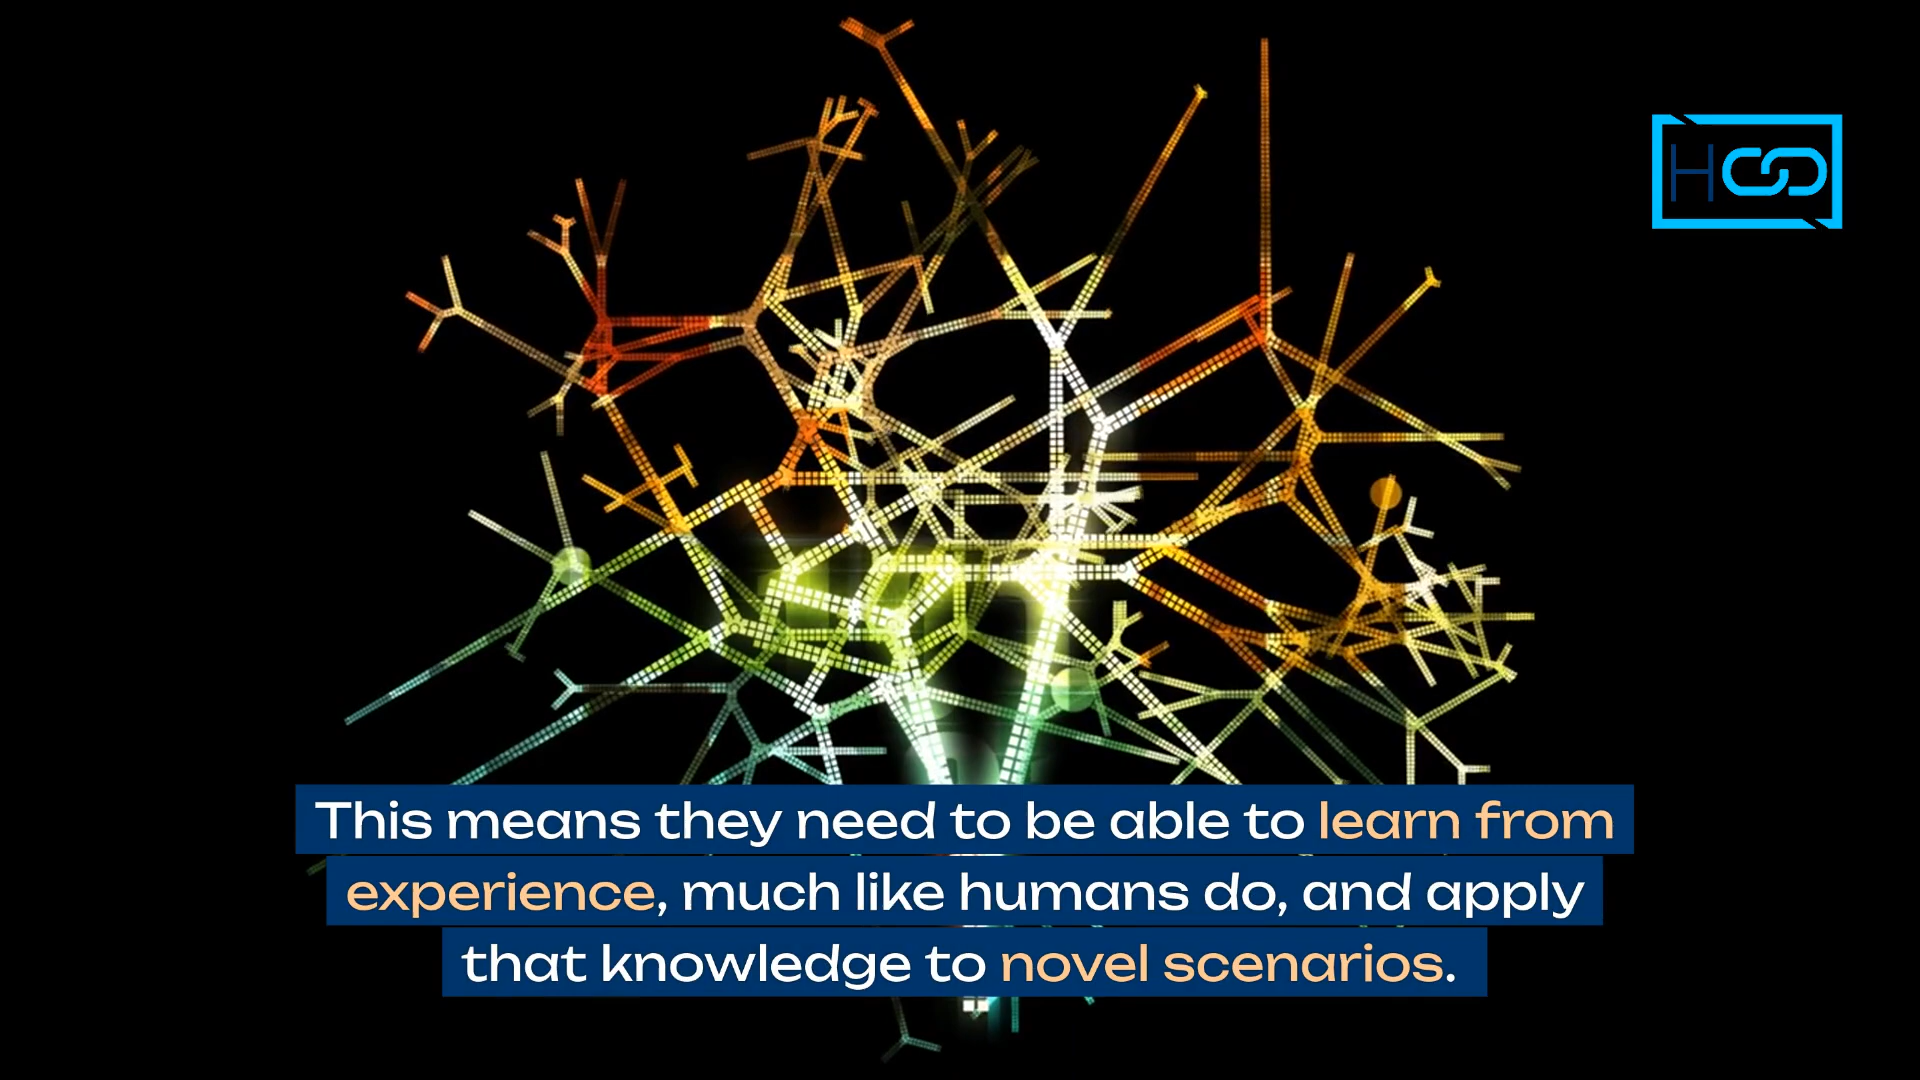 This means they need to be able to learn from
experience, much like humans do, and apply
that knowledge to novel scenarios.